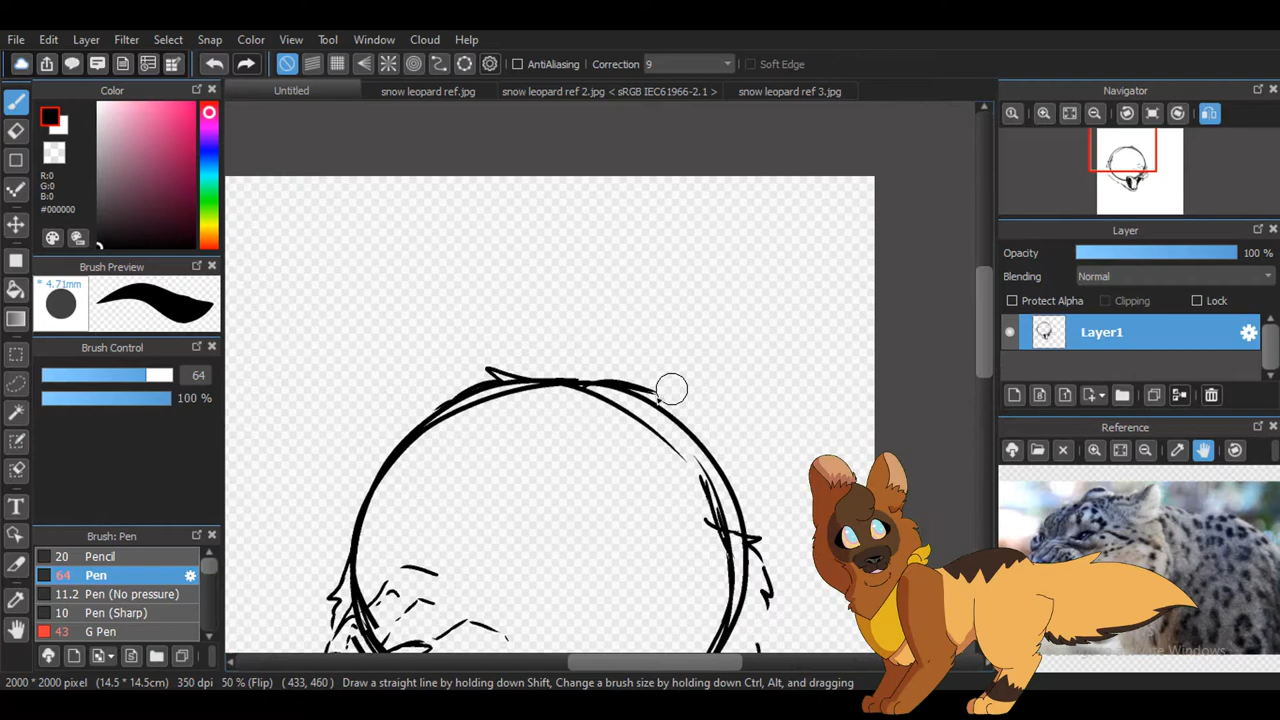 File Edit Layer Filter Select Snap Color View Tool Window Cloud Help
AntiAliasing Correction 9 Soft Edge
Color
Untitled snow leopard ref.jpg snow leopard ref 2.jpg < sRGB IEC61966-2.1 > snow leopard ref 3.jpg
Navigator
R:0
G:0
B:0
#000000
Brush Preview
* 4.71mm
Brush Control
64
100 %
Layer
Opacity 100 %
Blending Normal
Protect Alpha Clipping Lock
Layer1
Reference
Brush: Pen
20 Pencil
64 Pen
11.2 Pen (No pressure)
10 Pen (Sharp)
43 G Pen
Windows
2000 * 2000 pixel (14.5 * 14.5cm) 350 dpi 50 % (Flip) ( 433, 460 ) Draw a straight line by holding down Shift, Change a brush size by holding down Ctrl, Alt, and dragging